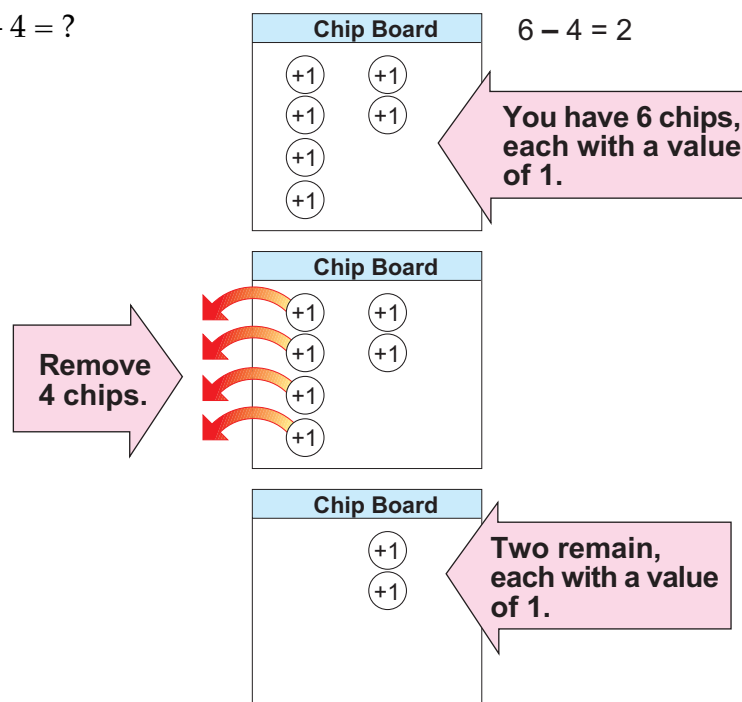 - 4 = ?
Chip Board
6 – 4 = 2
+1 +1
+1 +1
+1
+1
You have 6 chips,
each with a value
of 1.
Chip Board
+1 +1
+1 +1
+1
+1
Remove
4 chips.
Chip Board
+1
+1
Two remain,
each with a value
of 1.